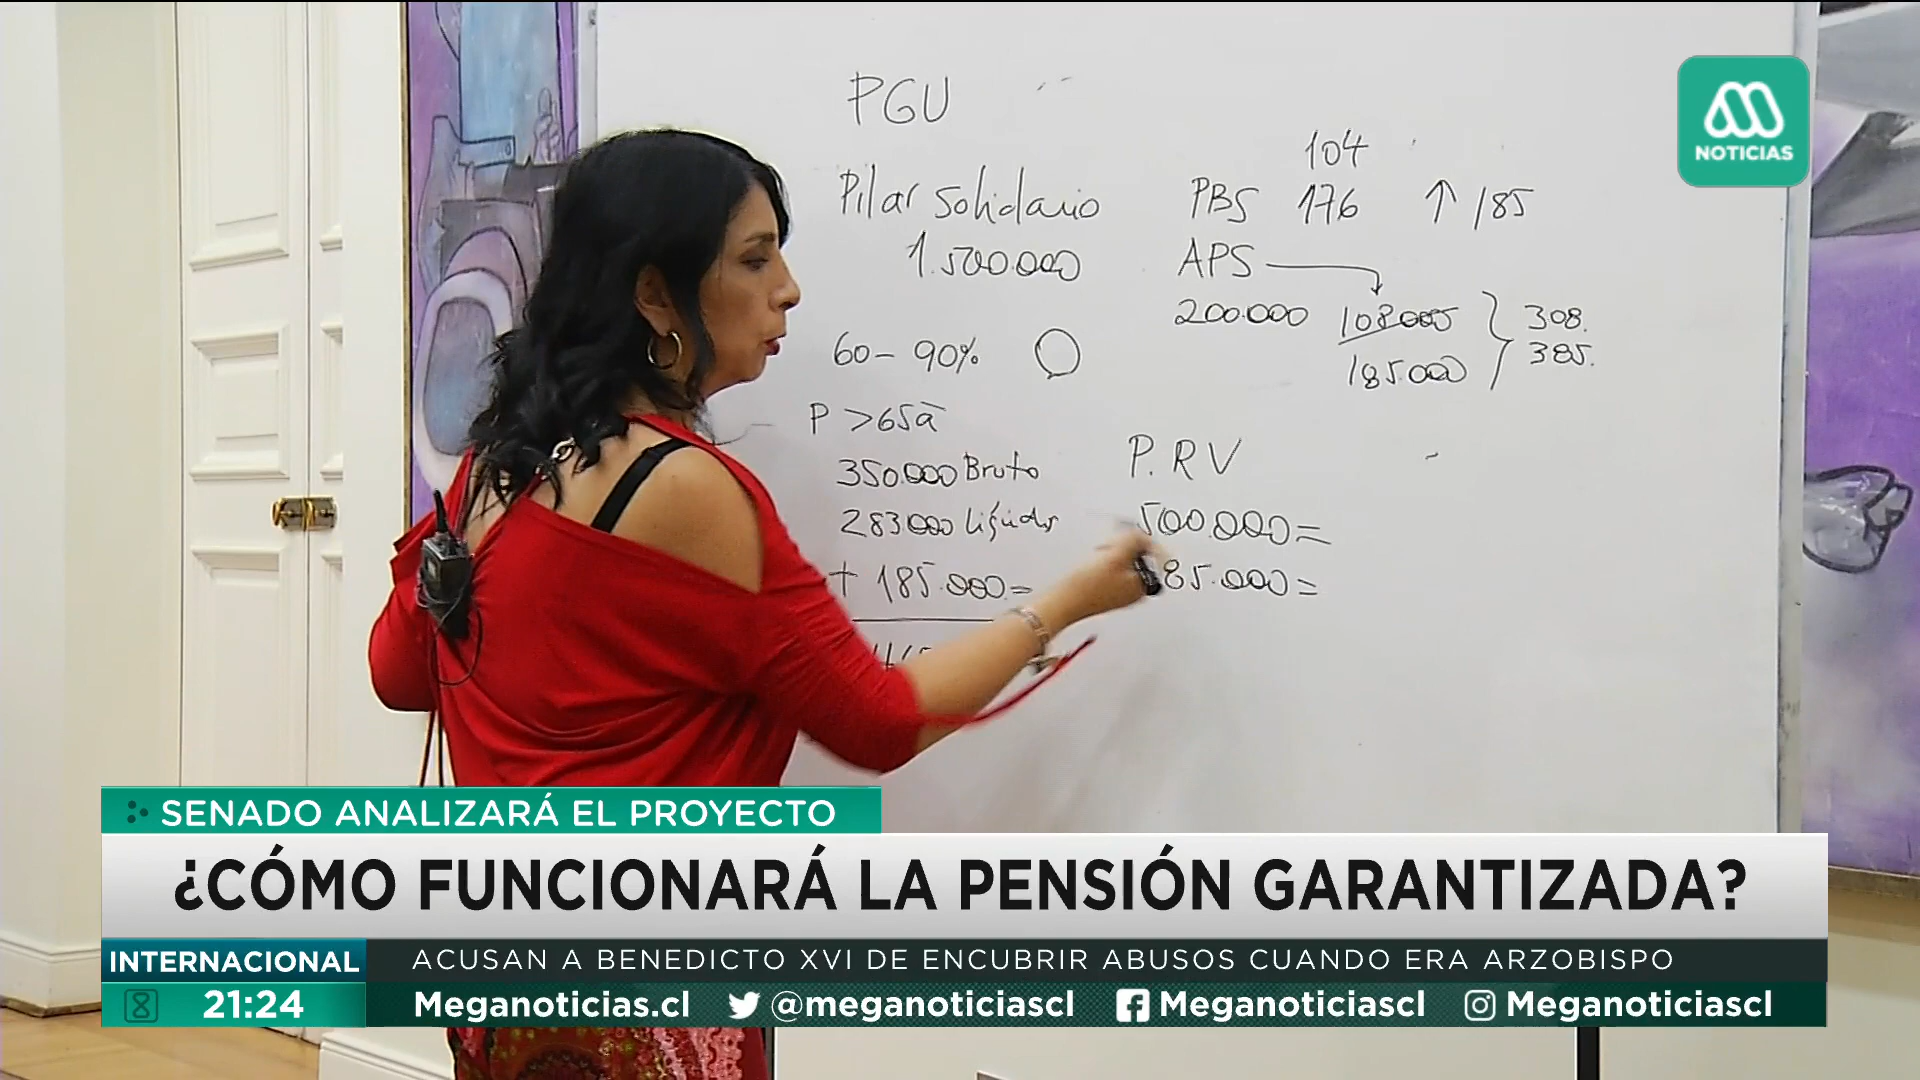 PGU
Pilar Solidario
1.500.000
60 - 90%
P >65ā
350.000 Bruto
283.000 Líquidos
+ 185.000=
104
PBS 176 ↑ 185
APS
200.000 108.000 } 308.
185.000 385.
P. R V
500.000=
85.000=
NOTICIAS
SENADO ANALIZARÁ EL PROYECTO
¿CÓMO FUNCIONARÁ LA PENSIÓN GARANTIZADA?
INTERNACIONAL ACUSAN A BENEDICTO XVI DE ENCUBRIR ABUSOS CUANDO ERA ARZOBISPO
21:24 Meganoticias.cl @meganoticiascl Meganoticiascl Meganoticiascl